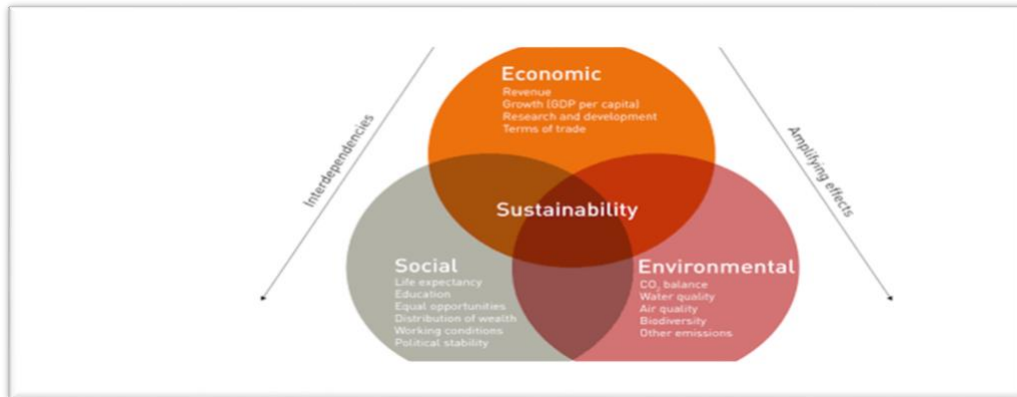 Economic
Revenue
Growth (GDP per capita)
Research and development
Terms of trade
Interdependencies
Amplifying effects
Sustainability
Social
Life expectancy
Education
Equal opportunities
Distribution of wealth
Working conditions
Political stability
Environmental
CO₂ balance
Water quality
Air quality
Biodiversity
Other emissions